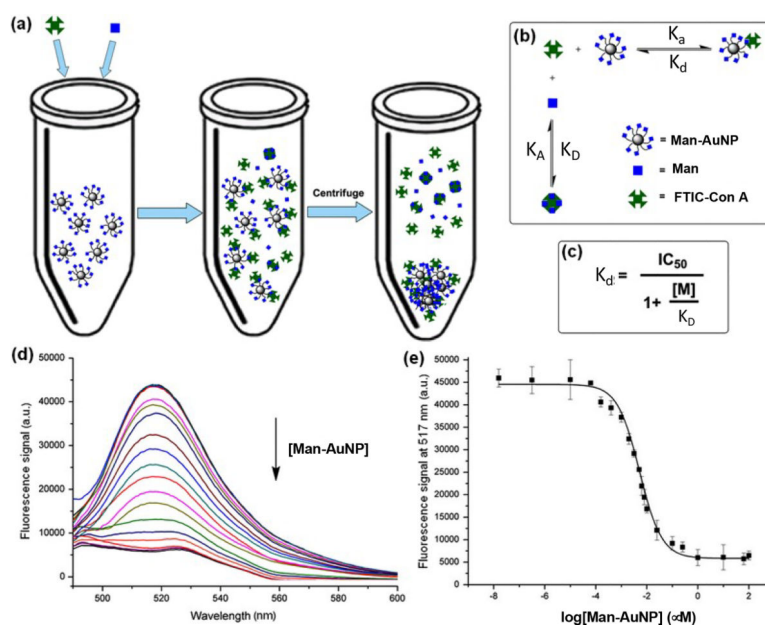 (a)
Centrifuge
(b)
+
Ka
Kd
+
KA
KD
= Man-AuNP
= Man
= FTIC-Con A
(c)
Kd: = IC50
1+ [M]
KD
(d)
50000
40000
30000
20000
10000
0
500
520
540
560
580
600
Fluorescence signal (a.u.)
Wavelength (nm)
[Man-AuNP]
(e)
50000
45000
40000
35000
30000
25000
20000
15000
10000
5000
0
-8
-6
-4
-2
0
2
Fluorescence signal at 517 nm (a.u.)
log[Man-AuNP] (∝M)